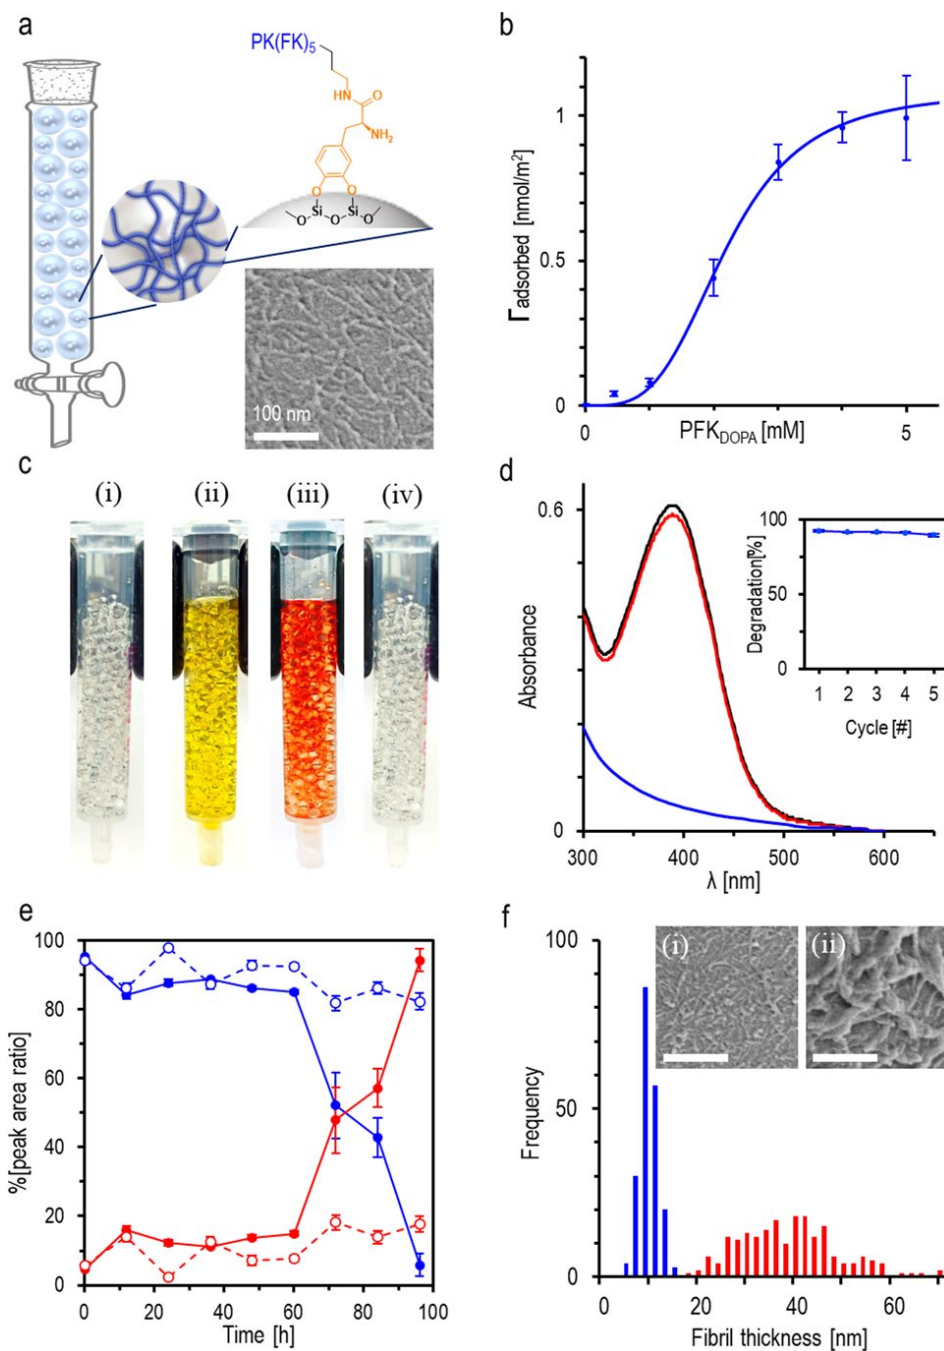 a
PK(FK)5
HN
O
NH2
O
O
Si
Si
O
O
O
100 nm
b
1
0.5
0
Γadsorbed [nmol/m2]
0
5
PFKDOPA [mM]
c
(i) (ii) (iii) (iv)
d
0.6
0
Absorbance
300 400 500 600
λ [nm]
100
50
0
Degradation[%]
1 2 3 4 5
Cycle [#]
e
100
80
60
40
20
0
%[peak area ratio]
0 20 40 60 80 100
Time [h]
f
(i)
(ii)
100
50
0
Frequency
0 20 40 60
Fibril thickness [nm]